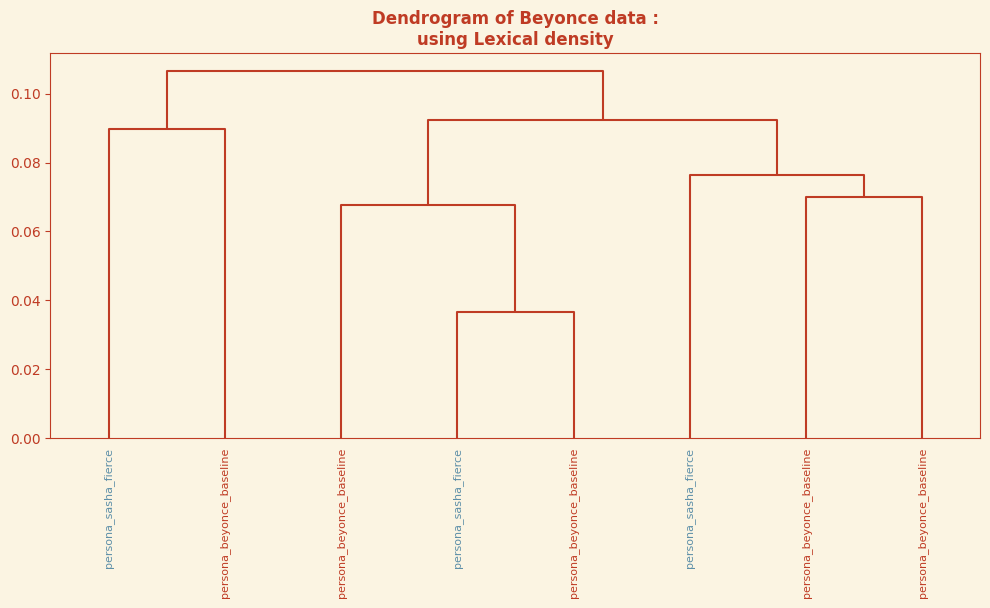 Dendrogram of Beyonce data :
using Lexical density
0.10
0.08
0.06
0.04
0.02
0.00
persona_sasha_fierce
persona_beyonce_baseline
persona_beyonce_baseline
persona_sasha_fierce
persona_beyonce_baseline
persona_sasha_fierce
persona_beyonce_baseline
persona_beyonce_baseline